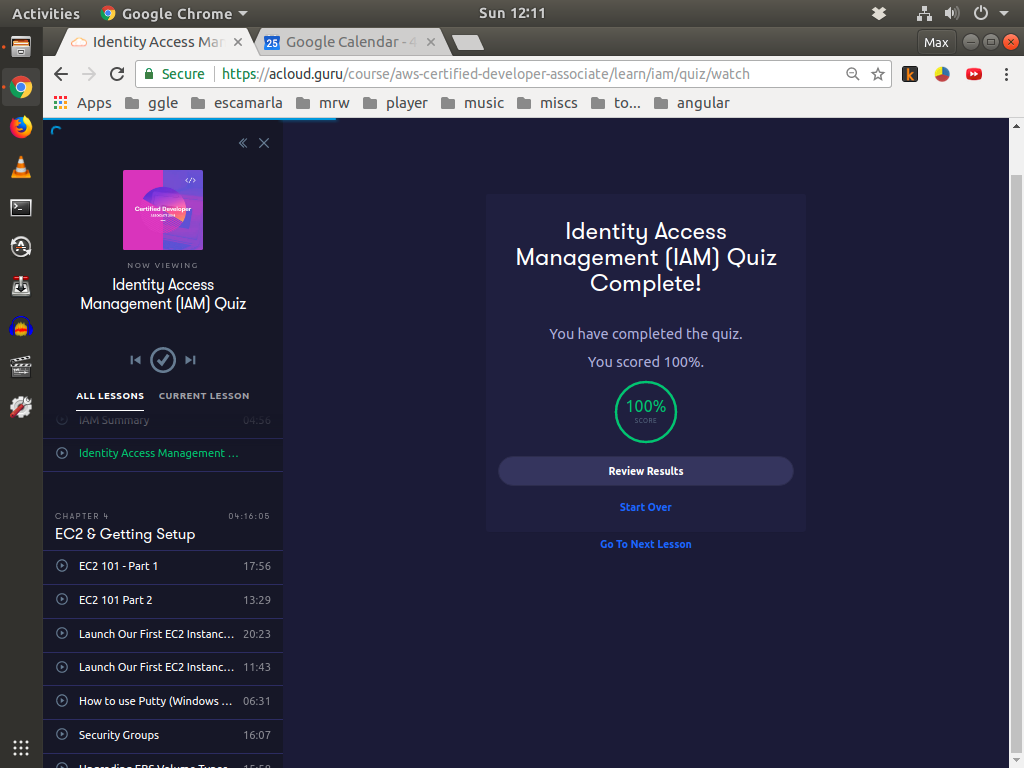 Activities
Google Chrome
Sun 12:11
Identity Access Mar
Google Calendar - 4
Max
Secure
https://acloud.guru/course/aws-certified-developer-associate/learn/iam/quiz/watch
Apps
ggle
escamarla
mrw
player
music
miscs
to...
angular
</>
Certified Developer
NOW VIEWING
Identity Access
Management (IAM) Quiz
ALL LESSONS
CURRENT LESSON
IAM Summary 04:56
Identity Access Management ...
CHAPTER 4 04:16:05
EC2 & Getting Setup
EC2 101 - Part 1 17:56
EC2 101 Part 2 13:29
Launch Our First EC2 Instanc... 20:23
Launch Our First EC2 Instanc... 11:43
How to use Putty (Windows ... 06:31
Security Groups 16:07
Upgrading EBS Volume Types 15:58
Identity Access
Management (IAM) Quiz
Complete!
You have completed the quiz.
You scored 100%.
100%
SCORE
Review Results
Start Over
Go To Next Lesson